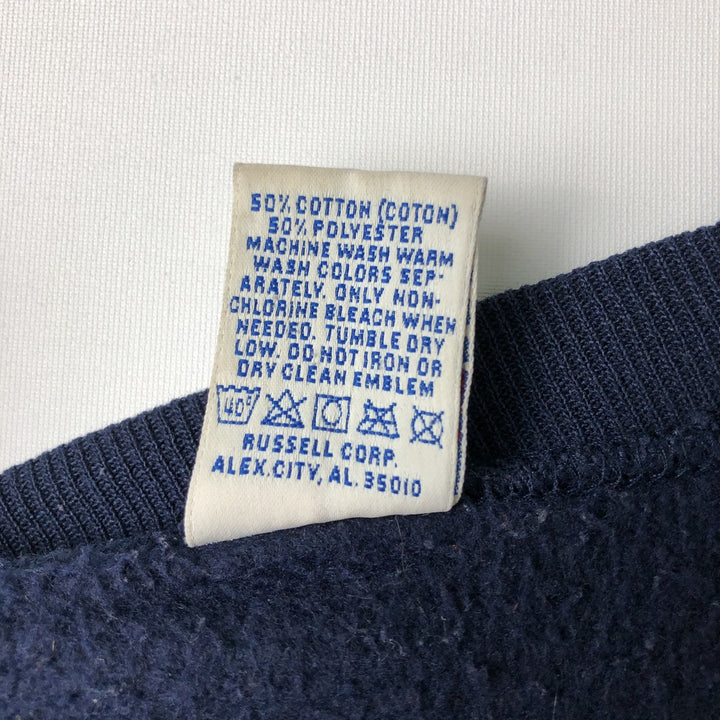 50% COTTON (COTON)
50% POLYESTER
MACHINE WASH WARM
WASH COLORS SEP-
ARATELY. ONLY NON-
CHLORINE BLEACH WHEN
NEEDED. TUMBLE DRY
LOW. DO NOT IRON OR
DRY CLEAN EMBLEM
40°
RUSSELL CORP.
ALEX.CITY, AL. 35010